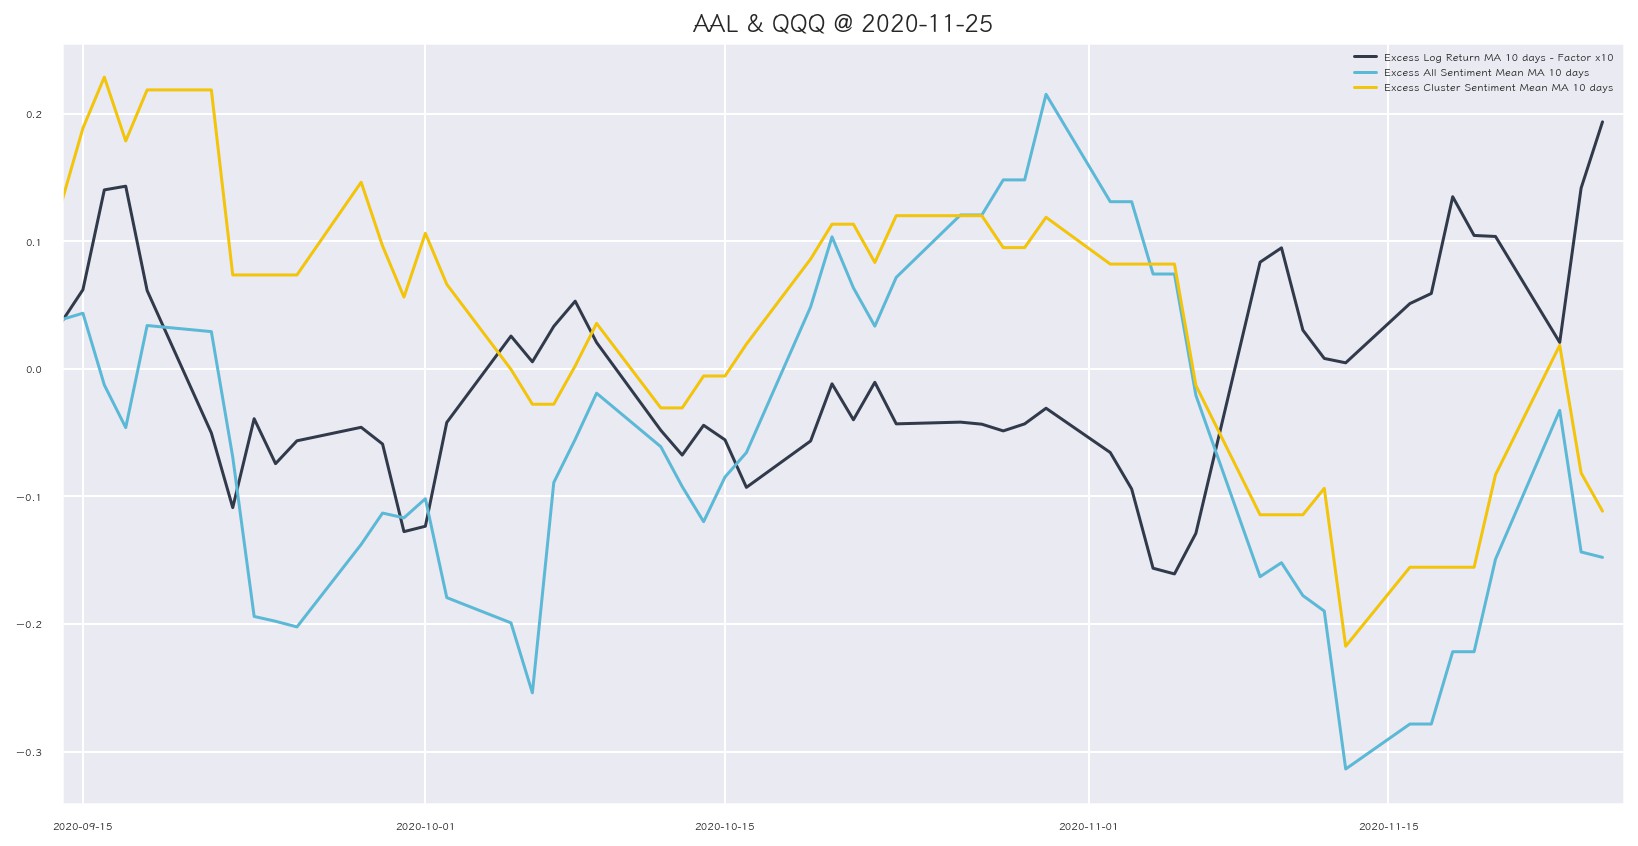 AAL & QQQ @ 2020-11-25
Excess Log Return MA 10 days - Factor x10
Excess All Sentiment Mean MA 10 days
Excess Cluster Sentiment Mean MA 10 days
0.2
0.1
0.0
−0.1
−0.2
−0.3
2020-09-15
2020-10-01
2020-10-15
2020-11-01
2020-11-15